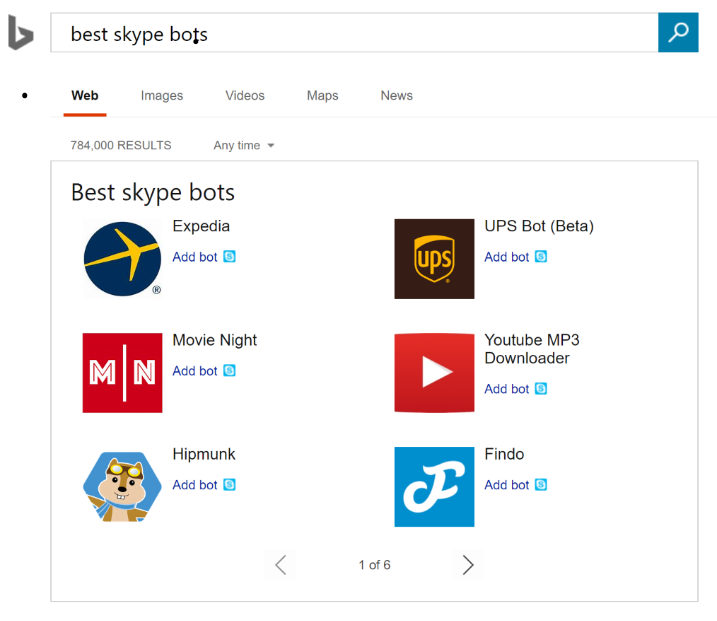 best skype bots
Web Images Videos Maps News
784,000 RESULTS Any time
Best skype bots
Expedia
Add bot
®
UPS Bot (Beta)
Add bot
ups
Movie Night
Add bot
M|N
Youtube MP3
Downloader
Add bot
Hipmunk
Add bot
Findo
Add bot
1 of 6